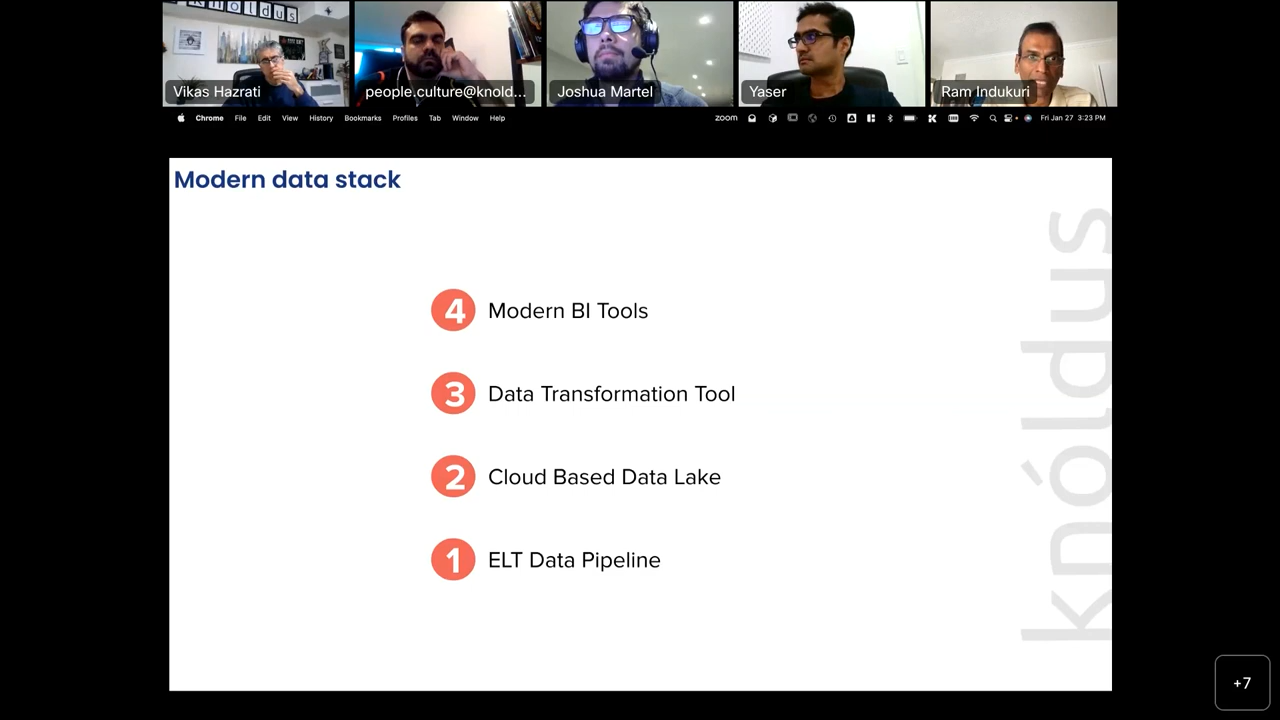 knoldus
Vikas Hazrati
people.culture@knold...
Joshua Martel
Yaser
Ram Indukuri
Chrome File Edit View History Bookmarks Profiles Tab Window Help zoom Fri Jan 27 3:23 PM
Modern data stack
4 Modern BI Tools
3 Data Transformation Tool
2 Cloud Based Data Lake
1 ELT Data Pipeline
knóldus
+7